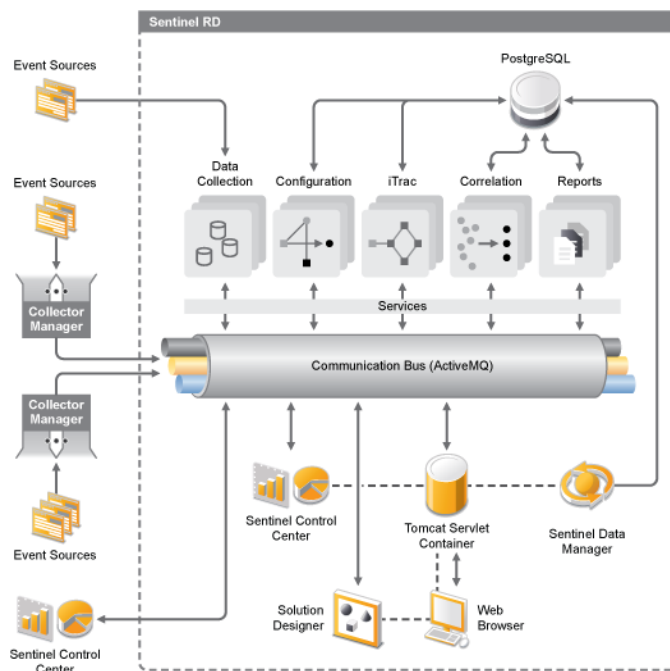 Sentinel RD
Event Sources
PostgreSQL
Data
Collection
Configuration
iTrac
Correlation
Reports
Event Sources
Collector
Manager
Services
Communication Bus (ActiveMQ)
Collector
Manager
Event Sources
Sentinel Control
Center
Tomcat Servlet
Container
Sentinel Data
Manager
Solution
Designer
Web
Browser
Sentinel Control
Center